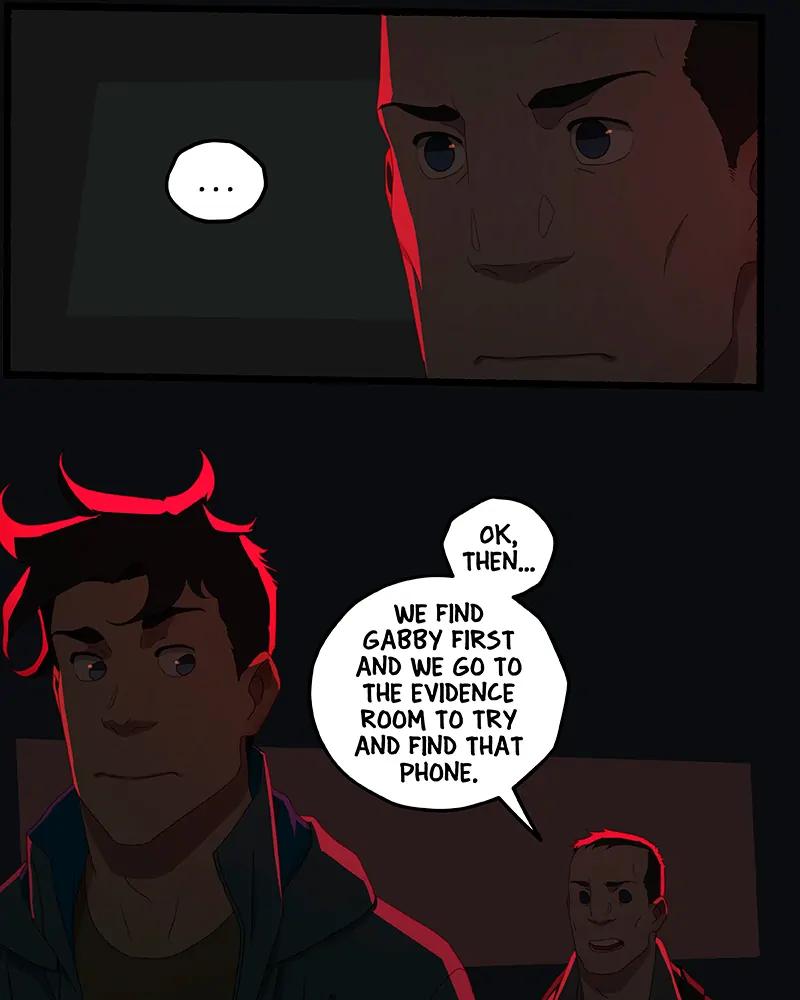 ...
OK,
THEN...
WE FIND
GABBY FIRST
AND WE GO TO
THE EVIDENCE
ROOM TO TRY
AND FIND THAT
PHONE.